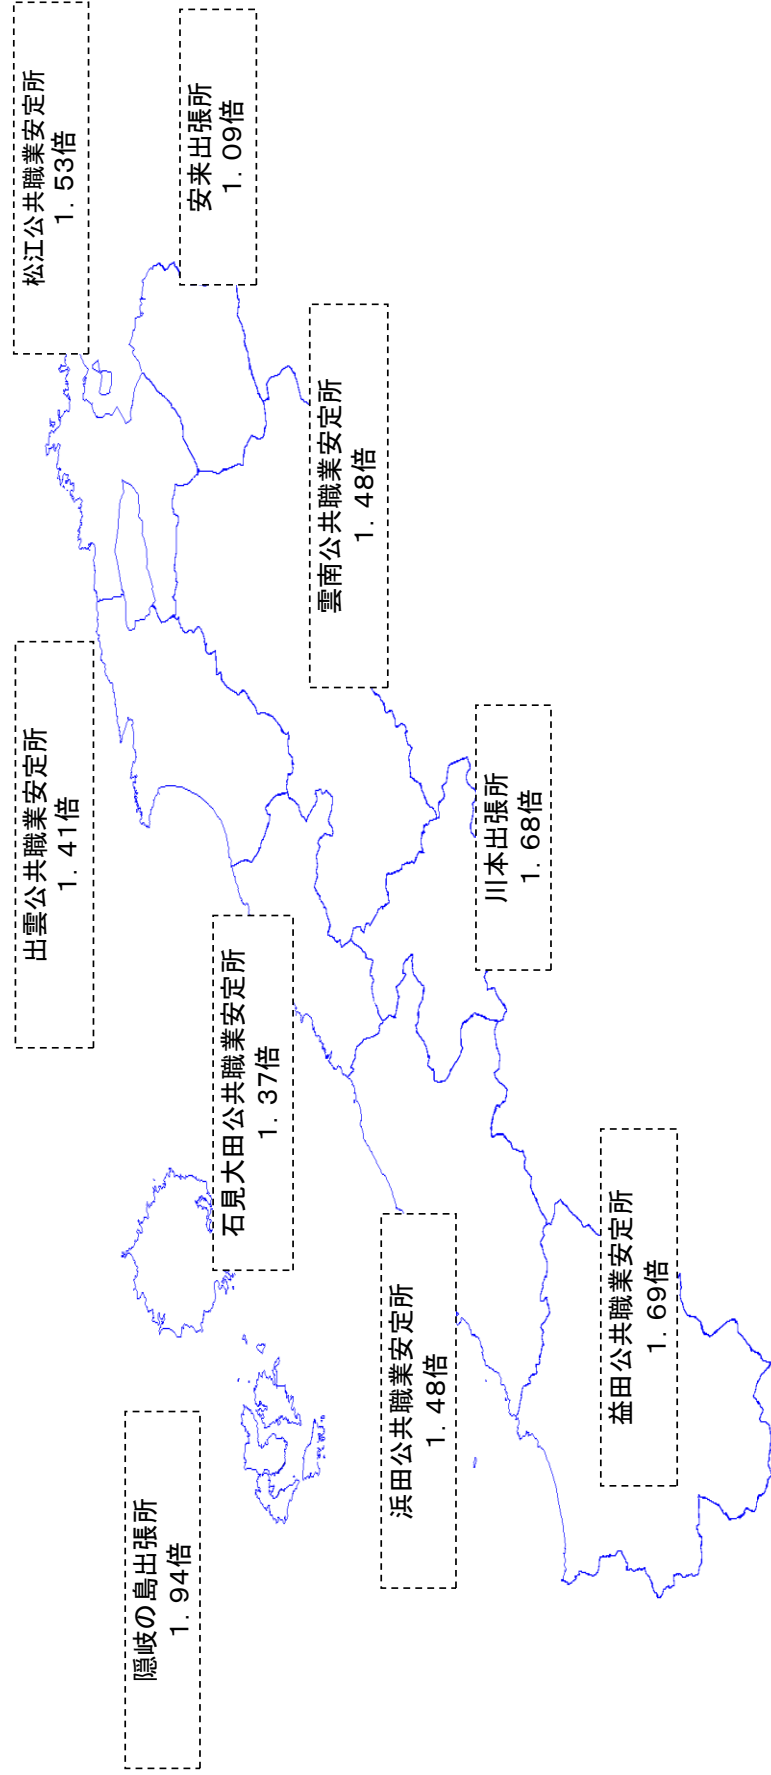 隠岐の島出張所
1. 94倍
出雲公共職業安定所
1. 41倍
松江公共職業安定所
1. 53倍
安来出張所
1. 09倍
石見大田公共職業安定所
1. 37倍
雲南公共職業安定所
1. 48倍
浜田公共職業安定所
1. 48倍
川本出張所
1. 68倍
益田公共職業安定所
1. 69倍